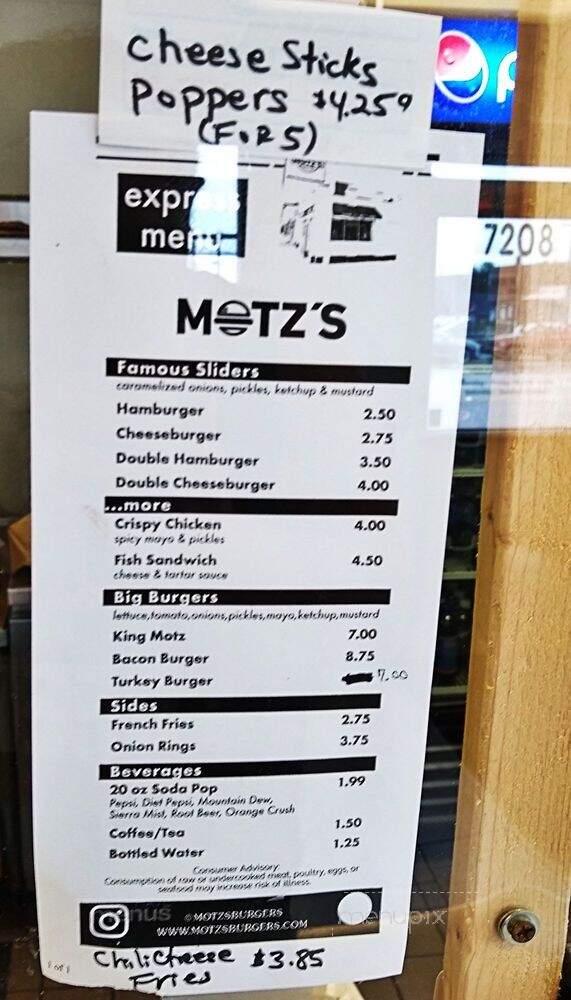 Cheese Sticks
Poppers $4.25
(FOR 5)
express
menu
7208
MOTZ'S
Famous Sliders
caramelized onions, pickles, ketchup & mustard
Hamburger 2.50
Cheeseburger 2.75
Double Hamburger 3.50
Double Cheeseburger 4.00
...more
Crispy Chicken 4.00
spicy mayo & pickles
Fish Sandwich 4.50
cheese & tartar sauce
Big Burgers
lettuce,tomato,onions,pickles,mayo,ketchup,mustard
King Motz 7.00
Bacon Burger 8.75
Turkey Burger 7.00
Sides
French Fries 2.75
Onion Rings 3.75
Beverages
20 oz Soda Pop 1.99
Pepsi, Diet Pepsi, Mountain Dew,
Sierra Mist, Root Beer, Orange Crush
Coffee/Tea 1.50
Bottled Water 1.25
Consumer Advisory:
Consumption of raw or undercooked meat, poultry, eggs, or
seafood may increase risk of illness.
@MOTZSBURGERS
WWW.MOTZSBURGERS.COM
menupix
Chili Cheese $3.85
Fries